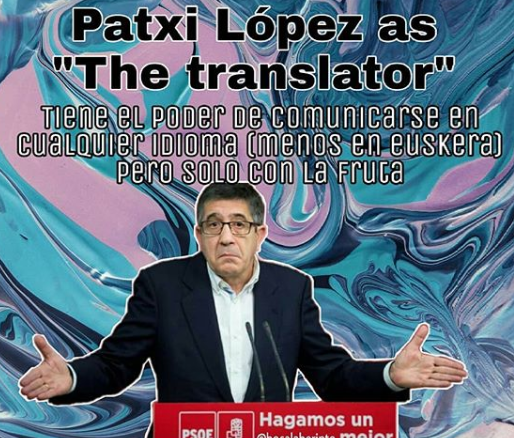 Patxi López as
"The translator"
Tiene el poder de comunicarse en
cualquier idioma (menos en euskera)
pero solo con la fruta
PSOE
Hagamos un
mejor